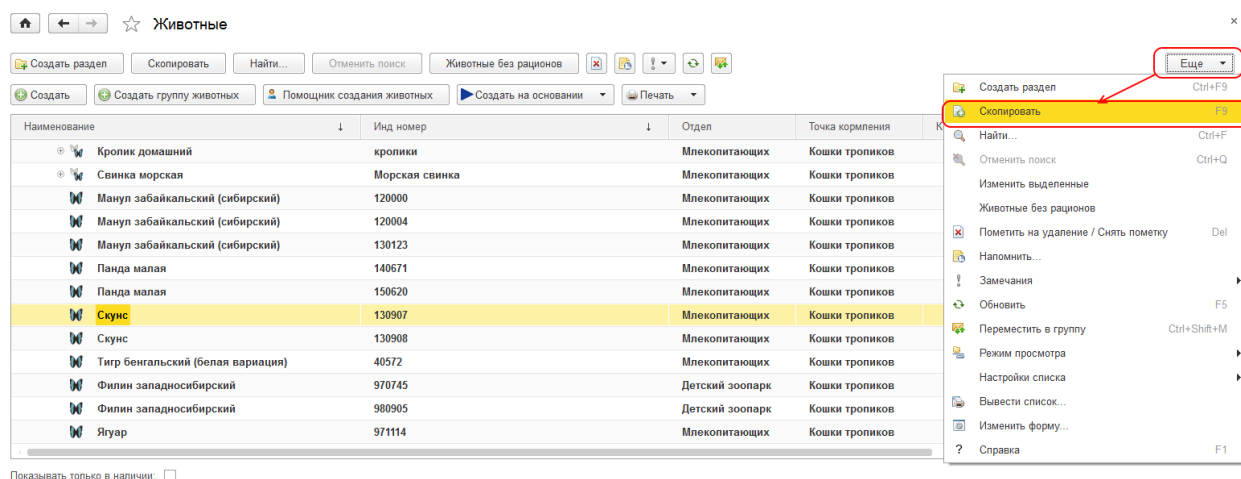 Животные
Создать раздел Скопировать Найти... Отменить поиск Животные без рационов Еще
Создать Создать группу животных Помощник создания животных Создать на основании Печать
Наименование ↓ Инд номер ↓ Отдел Точка кормления К
Кролик домашний кролики Млекопитающих Кошки тропиков
Свинка морская Морская свинка Млекопитающих Кошки тропиков
Манул забайкальский (сибирский) 120000 Млекопитающих Кошки тропиков
Манул забайкальский (сибирский) 120004 Млекопитающих Кошки тропиков
Манул забайкальский (сибирский) 130123 Млекопитающих Кошки тропиков
Панда малая 140671 Млекопитающих Кошки тропиков
Панда малая 150620 Млекопитающих Кошки тропиков
Скунс 130907 Млекопитающих Кошки тропиков
Скунс 130908 Млекопитающих Кошки тропиков
Тигр бенгальский (белая вариация) 40572 Млекопитающих Кошки тропиков
Филин западносибирский 970745 Детский зоопарк Кошки тропиков
Филин западносибирский 980905 Детский зоопарк Кошки тропиков
Ягуар 971114 Млекопитающих Кошки тропиков
Показывать только в наличии:
Создать раздел Ctrl+F9
Скопировать F9
Найти... Ctrl+F
Отменить поиск Ctrl+Q
Изменить выделенные
Животные без рационов
Пометить на удаление / Снять пометку Del
Напомнить...
Замечания
Обновить F5
Переместить в группу Ctrl+Shift+M
Режим просмотра
Настройки списка
Вывести список...
Изменить форму...
? Справка F1